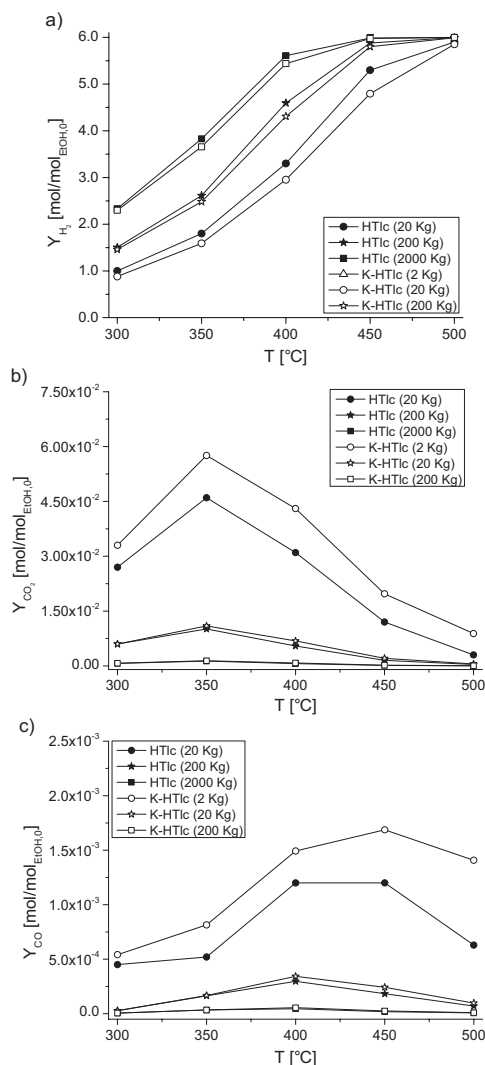 a)
6.0
5.0
4.0
3.0
2.0
1.0
0.0
Y_H₂ [mol/mol_EtOH,0]
HTlc (20 Kg)
HTlc (200 Kg)
HTlc (2000 Kg)
K-HTlc (2 Kg)
K-HTlc (20 Kg)
K-HTlc (200 Kg)
300 350 400 450 500
T [°C]
b)
7.50x10⁻²
6.00x10⁻²
4.50x10⁻²
3.00x10⁻²
1.50x10⁻²
0.00
Y_CO₂ [mol/mol_EtOH,0]
HTlc (20 Kg)
HTlc (200 Kg)
HTlc (2000 Kg)
K-HTlc (2 Kg)
K-HTlc (20 Kg)
K-HTlc (200 Kg)
300 350 400 450 500
T [°C]
c)
2.5x10⁻³
2.0x10⁻³
1.5x10⁻³
1.0x10⁻³
5.0x10⁻⁴
0.0
Y_CO [mol/mol_EtOH,0]
HTlc (20 Kg)
HTlc (200 Kg)
HTlc (2000 Kg)
K-HTlc (2 Kg)
K-HTlc (20 Kg)
K-HTlc (200 Kg)
300 350 400 450 500
T [°C]